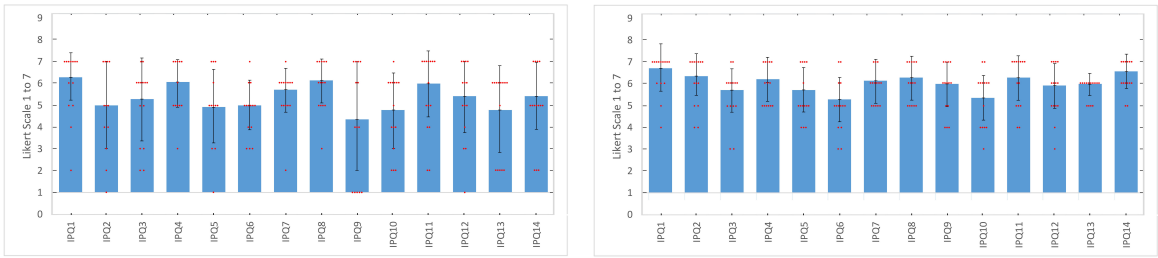 9
8
7
6
5
4
3
2
1
0
Likert Scale 1 to 7
IPQ1
IPQ2
IPQ3
IPQ4
IPQ5
IPQ6
IPQ7
IPQ8
IPQ9
IPQ10
IPQ11
IPQ12
IPQ13
IPQ14
9
8
7
6
5
4
3
2
1
0
Likert Scale 1 to 7
IPQ1
IPQ2
IPQ3
IPQ4
IPQ5
IPQ6
IPQ7
IPQ8
IPQ9
IPQ10
IPQ11
IPQ12
IPQ13
IPQ14